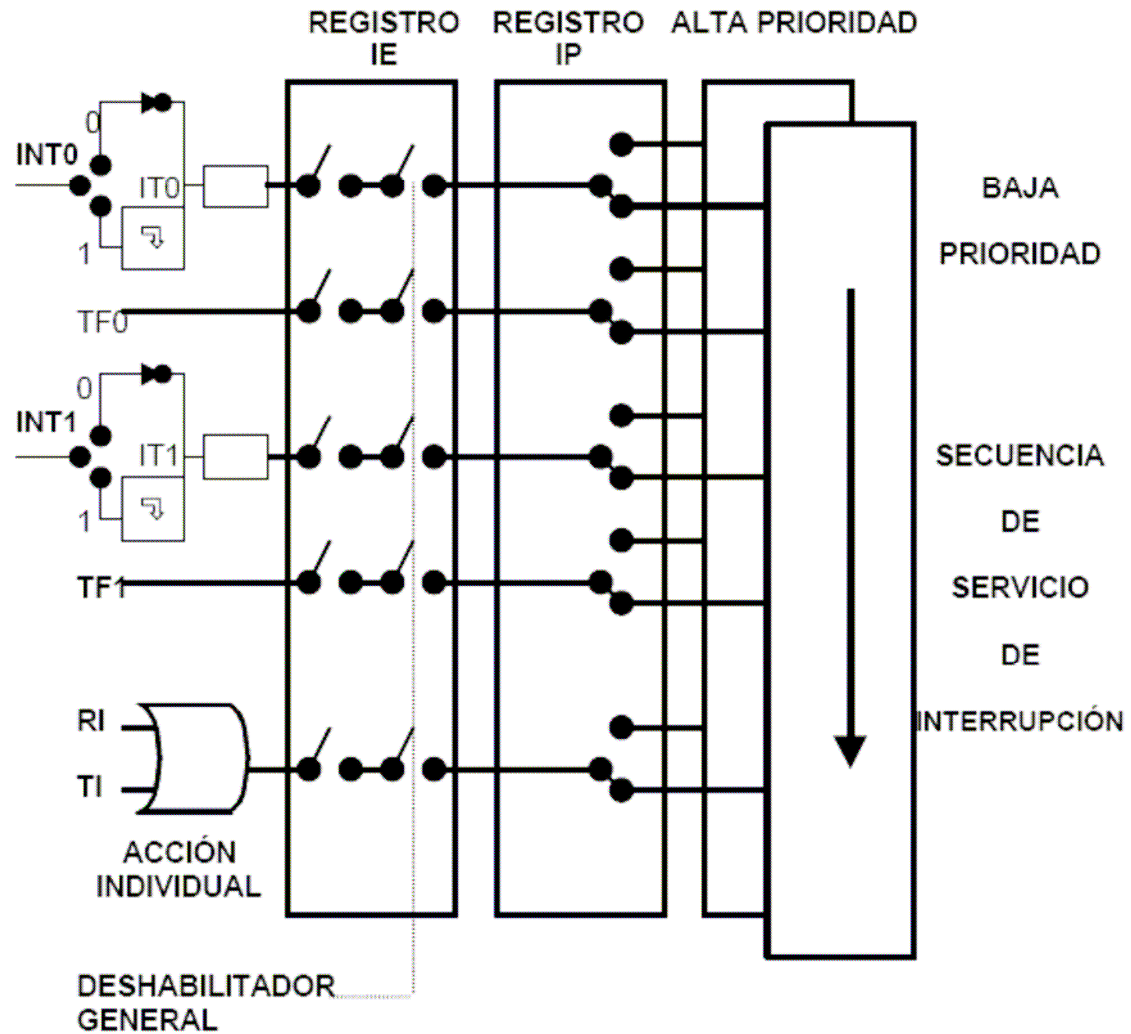 REGISTRO
IE
REGISTRO
IP
ALTA PRIORIDAD
0
INT0
IT0
1
TF0
0
INT1
IT1
1
TF1
RI
TI
ACCIÓN
INDIVIDUAL
DESHABILITADOR
GENERAL
BAJA
PRIORIDAD
SECUENCIA
DE
SERVICIO
DE
INTERRUPCIÓN